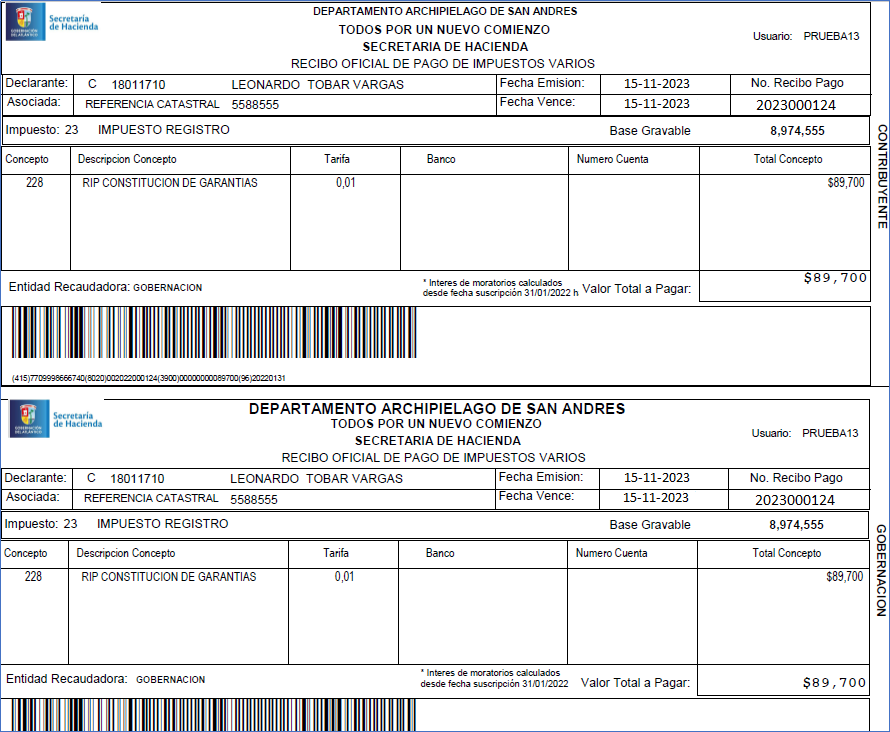 DEPARTAMENTO ARCHIPIELAGO DE SAN ANDRES
Secretaría
de Hacienda
TODOS POR UN NUEVO COMIENZO
Usuario: PRUEBA13
SECRETARIA DE HACIENDA
RECIBO OFICIAL DE PAGO DE IMPUESTOS VARIOS
Declarante: C 18011710 LEONARDO TOBAR VARGAS Fecha Emision: 15-11-2023 No. Recibo Pago
Asociada: REFERENCIA CATASTRAL 5588555 Fecha Vence: 15-11-2023 2023000124
Impuesto: 23 IMPUESTO REGISTRO Base Gravable 8,974,555
CONTRIBUYENTE
Concepto Descripcion Concepto Tarifa Banco Numero Cuenta Total Concepto
228 RIP CONSTITUCION DE GARANTIAS 0,01 $89,700
Entidad Recaudadora: GOBERNACION
* Interes de moratorios calculados
desde fecha suscripción 31/01/2022 h
Valor Total a Pagar: $89,700
(415)7709998666740(8020)002022000124(3900)00000000089700(96)20220131
DEPARTAMENTO ARCHIPIELAGO DE SAN ANDRES
Secretaría
de Hacienda
TODOS POR UN NUEVO COMIENZO
Usuario: PRUEBA13
SECRETARIA DE HACIENDA
RECIBO OFICIAL DE PAGO DE IMPUESTOS VARIOS
Declarante: C 18011710 LEONARDO TOBAR VARGAS Fecha Emision: 15-11-2023 No. Recibo Pago
Asociada: REFERENCIA CATASTRAL 5588555 Fecha Vence: 15-11-2023 2023000124
Impuesto: 23 IMPUESTO REGISTRO Base Gravable 8,974,555
GOBERNACION
Concepto Descripcion Concepto Tarifa Banco Numero Cuenta Total Concepto
228 RIP CONSTITUCION DE GARANTIAS 0,01 $89,700
Entidad Recaudadora: GOBERNACION
* Interes de moratorios calculados
desde fecha suscripción 31/01/2022
Valor Total a Pagar: $89,700